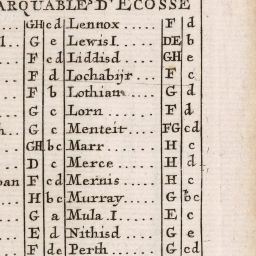 ARQUABLEˢ D'ECOSSE
GH cd Lennox ..... F d
l.. G e Lewis I...... DE b
F cd Liddisd .... GH e
F d Lochabijr ... F c
F b Lothian .... G d
G c Lorn ....... F d
h... G c Menteit .... FG cd
GH bc Marr ...... H c
D c Merce ..... H d
oan F cd Mernis .... H c
H bc Murray..... G bc
G a Mula I ..... E c
E d Nithisd .... G e
F de Perth ...... G cd